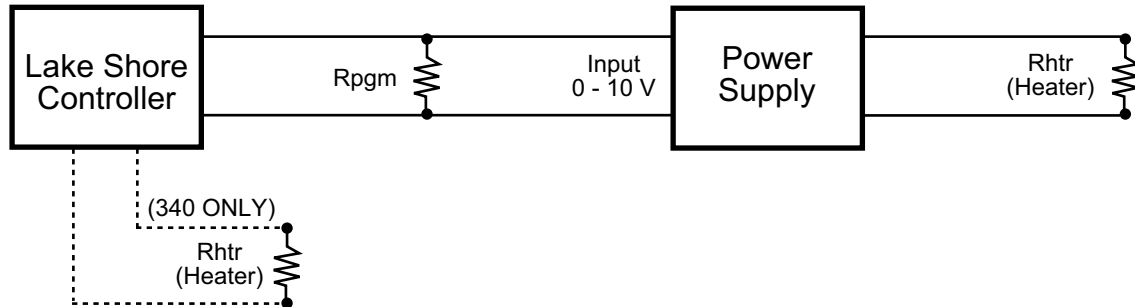 Lake Shore
Controller
Rpgm
Input
0 - 10 V
Power
Supply
Rhtr
(Heater)
(340 ONLY)
Rhtr
(Heater)